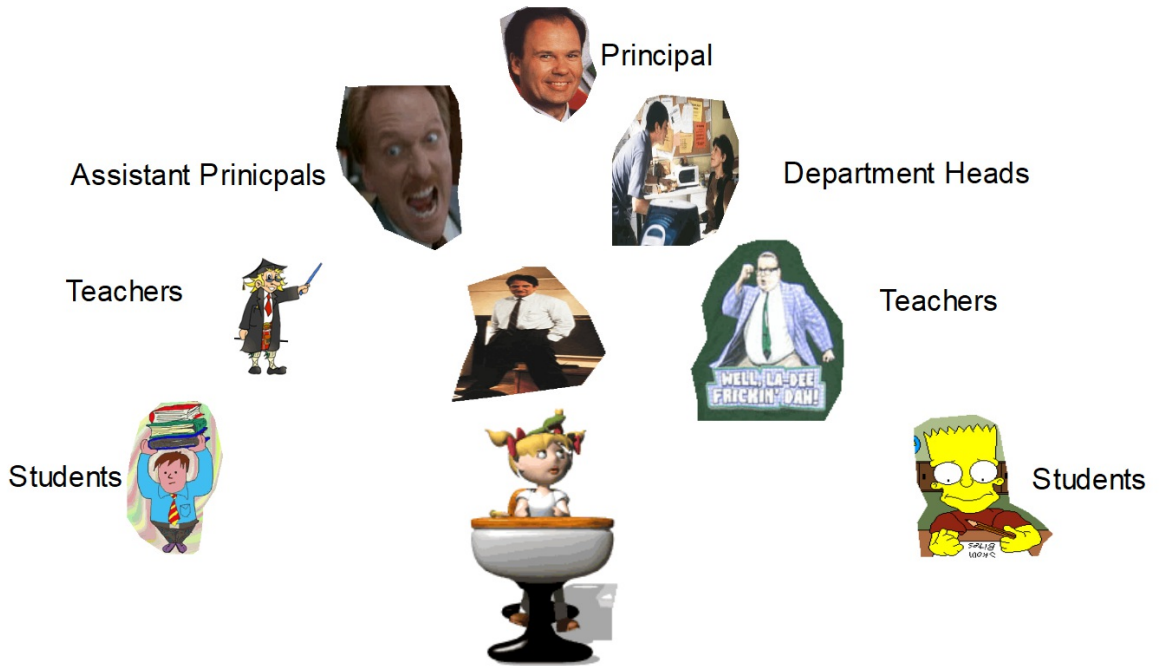 Principal
Assistant Prinicpals
Department Heads
Teachers
Teachers
WELL, LA-DEE
FRICKIN' DAH!
Students
Students